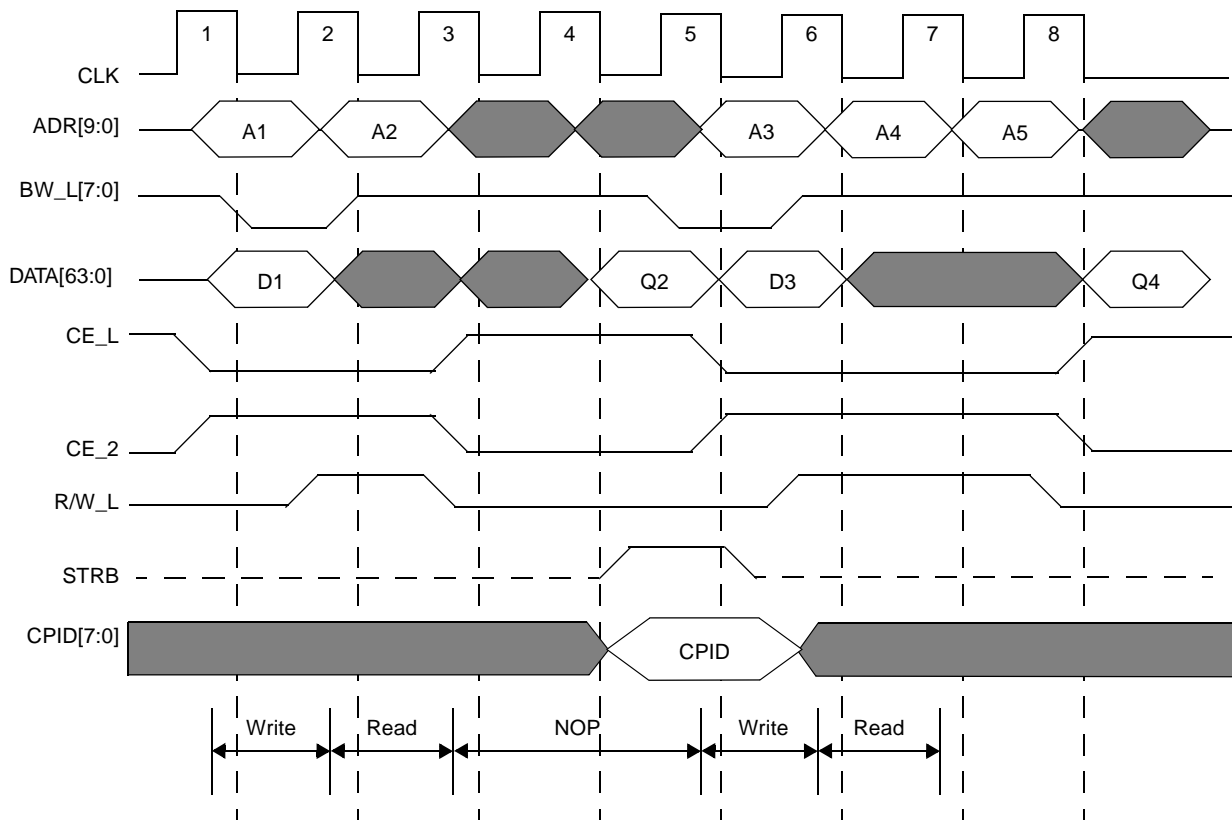 1 2 3 4 5 6 7 8
CLK
ADR[9:0] A1 A2 A3 A4 A5
BW_L[7:0]
DATA[63:0] D1 Q2 D3 Q4
CE_L
CE_2
R/W_L
STRB
CPID[7:0] CPID
Write Read NOP Write Read